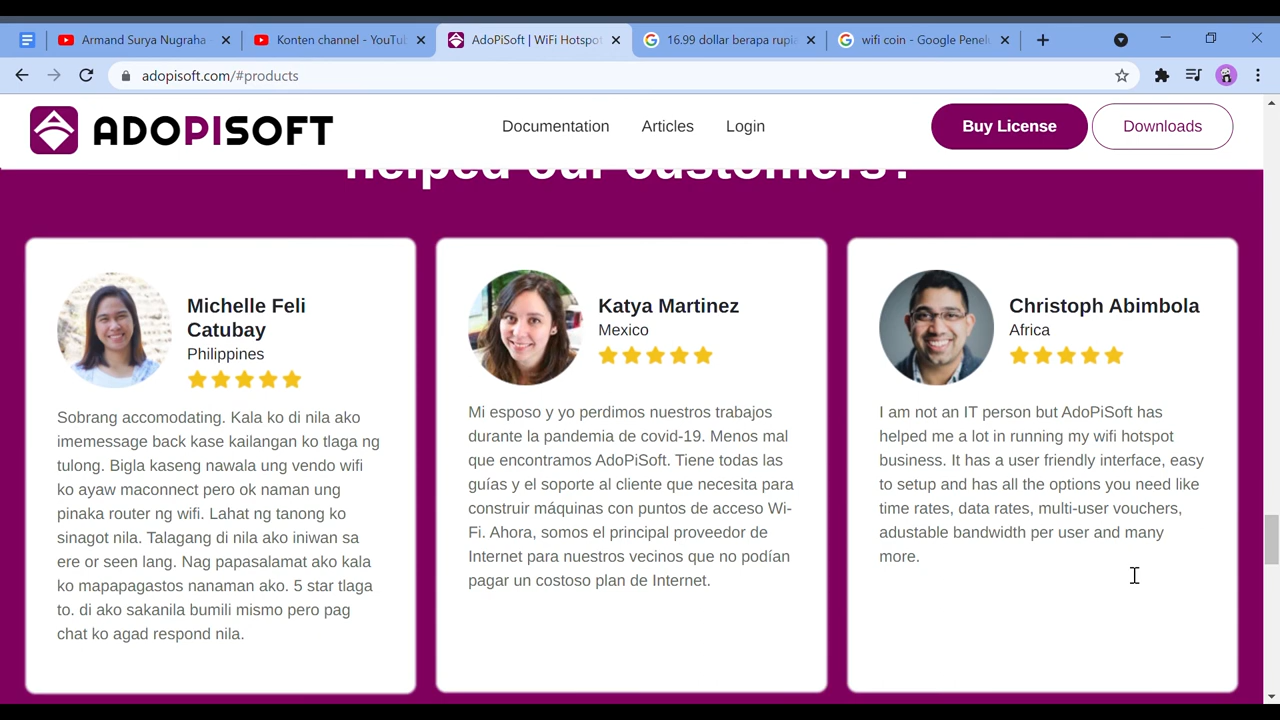 Armand Surya Nugraha
Konten channel - YouTu
AdoPiSoft | WiFi Hotspo
16.99 dollar berapa rupia
wifi coin - Google Penel
adopisoft.com/#products
ADOPISOFT
Documentation
Articles
Login
Buy License
Downloads
helped our customers?
Michelle Feli
Catubay
Philippines
Sobrang accomodating. Kala ko di nila ako
imemessage back kase kailangan ko tlaga ng
tulong. Bigla kaseng nawala ung vendo wifi
ko ayaw maconnect pero ok naman ung
pinaka router ng wifi. Lahat ng tanong ko
sinagot nila. Talagang di nila ako iniwan sa
ere or seen lang. Nag papasalamat ako kala
ko mapapagastos nanaman ako. 5 star tlaga
to. di ako sakanila bumili mismo pero pag
chat ko agad respond nila.
Katya Martinez
Mexico
Mi esposo y yo perdimos nuestros trabajos
durante la pandemia de covid-19. Menos mal
que encontramos AdoPiSoft. Tiene todas las
guías y el soporte al cliente que necesita para
construir máquinas con puntos de acceso Wi-
Fi. Ahora, somos el principal proveedor de
Internet para nuestros vecinos que no podían
pagar un costoso plan de Internet.
Christoph Abimbola
Africa
I am not an IT person but AdoPiSoft has
helped me a lot in running my wifi hotspot
business. It has a user friendly interface, easy
to setup and has all the options you need like
time rates, data rates, multi-user vouchers,
adustable bandwidth per user and many
more.